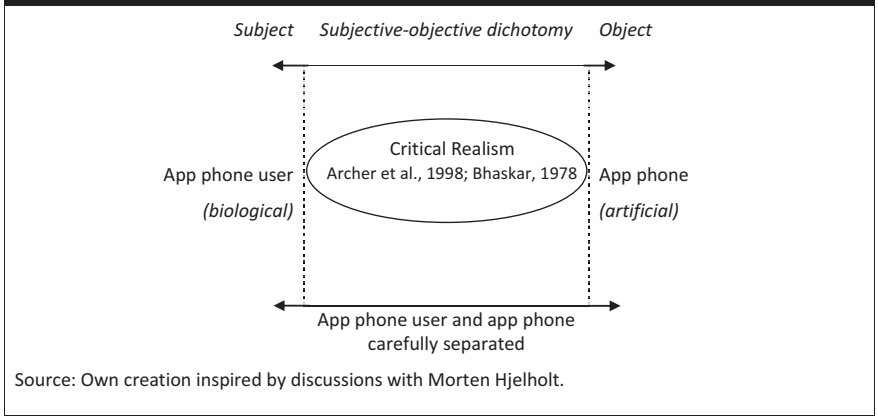 Subject Subjective-objective dichotomy Object
Critical Realism
Archer et al., 1998; Bhaskar, 1978
App phone user App phone
(biological) (artificial)
App phone user and app phone
carefully separated
Source: Own creation inspired by discussions with Morten Hjelholt.